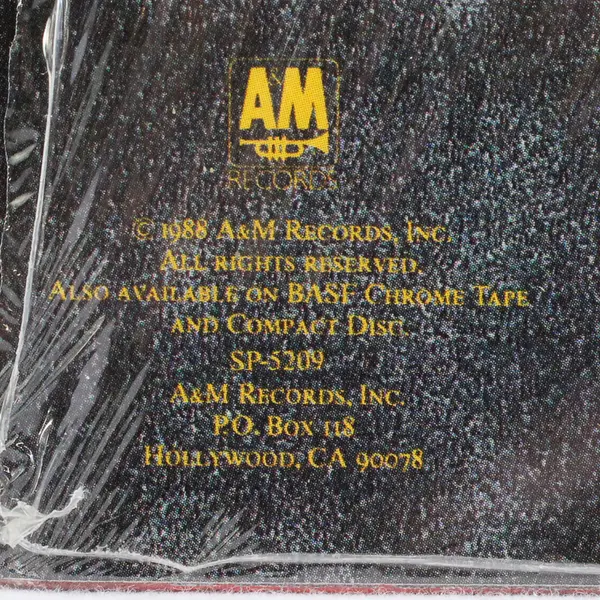 A&M
RECORDS
© 1988 A&M RECORDS, INC.
ALL RIGHTS RESERVED.
ALSO AVAILABLE ON BASF CHROME TAPE
AND COMPACT DISC.
SP-5209
A&M RECORDS, INC.
P.O. BOX 118
HOLLYWOOD, CA 90078